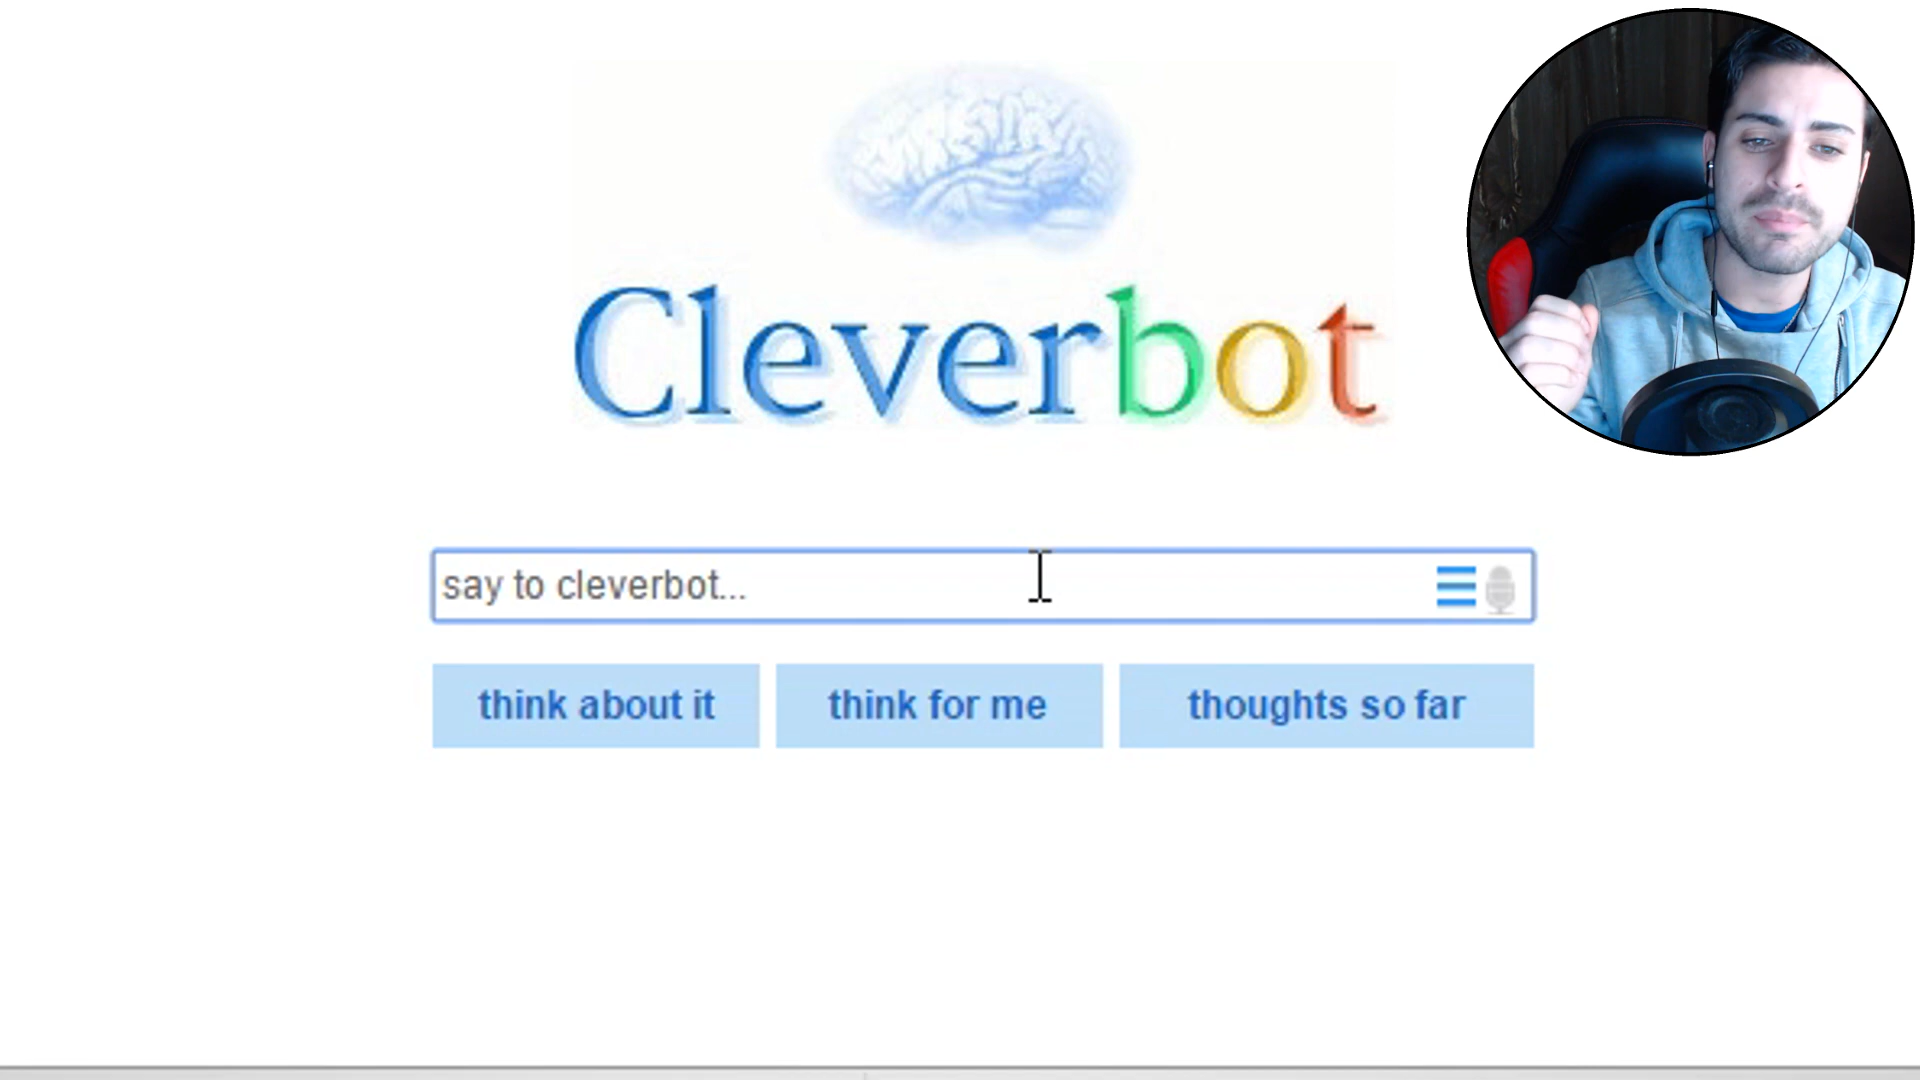 Cleverbot
say to cleverbot...
think about it
think for me
thoughts so far